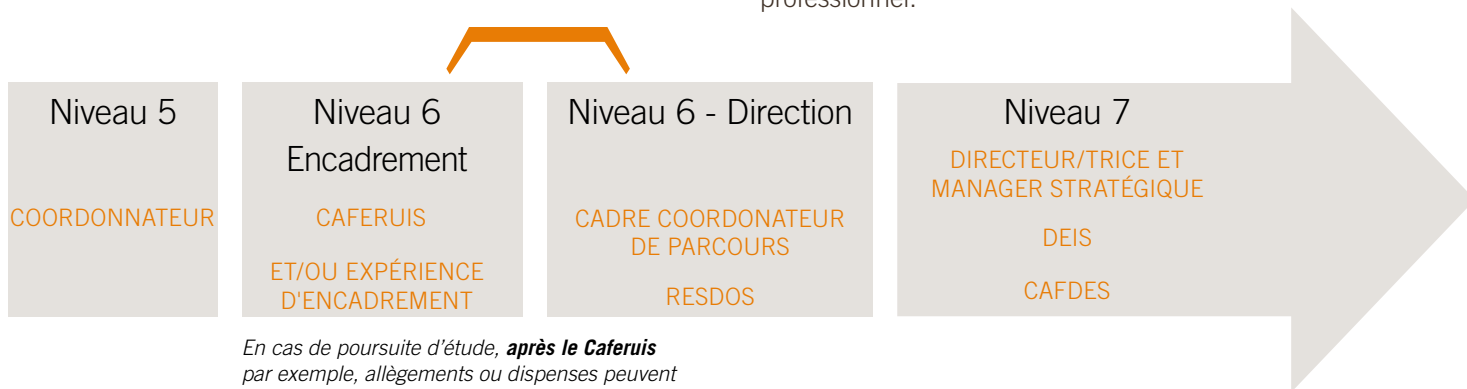 professionnel.
Niveau 5
COORDONNATEUR
Niveau 6
Encadrement
CAFERUIS
ET/OU EXPÉRIENCE
D'ENCADREMENT
Niveau 6 - Direction
CADRE COORDONATEUR
DE PARCOURS
RESDOS
Niveau 7
DIRECTEUR/TRICE ET
MANAGER STRATÉGIQUE
DEIS
CAFDES
En cas de poursuite d’étude, après le Caferuis
par exemple, allègements ou dispenses peuvent